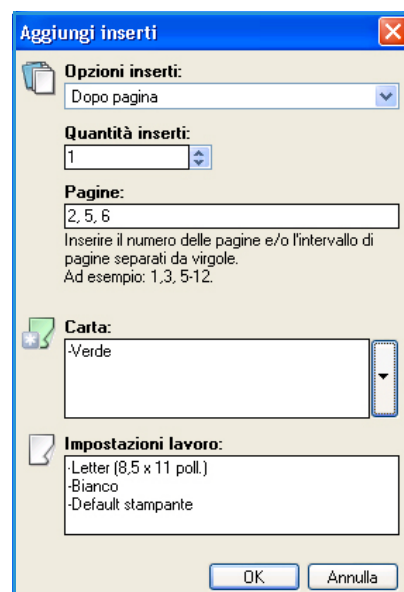 Aggiungi inserti
Opzioni inserti:
Dopo pagina
Quantità inserti:
1
Pagine:
2, 5, 6
Inserire il numero delle pagine e/o l'intervallo di
pagine separati da virgole.
Ad esempio: 1,3, 5-12.
Carta:
-Verde
Impostazioni lavoro:
-Letter (8,5 x 11 poll.)
-Bianco
-Default stampante
OK
Annulla